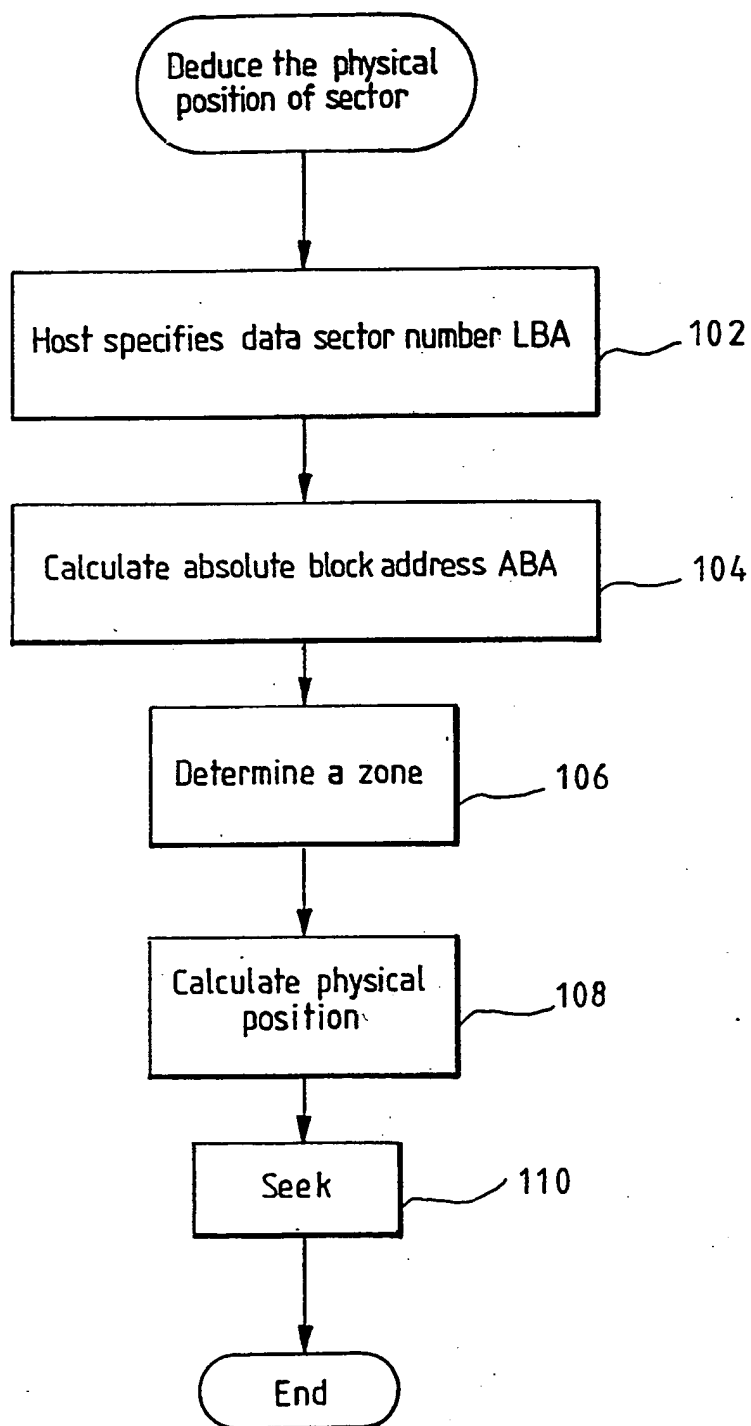 Deduce the physical
position of sector
Host specifies data sector number LBA
102
Calculate absolute block address ABA
104
Determine a zone
106
Calculate physical
position
108
Seek
110
End